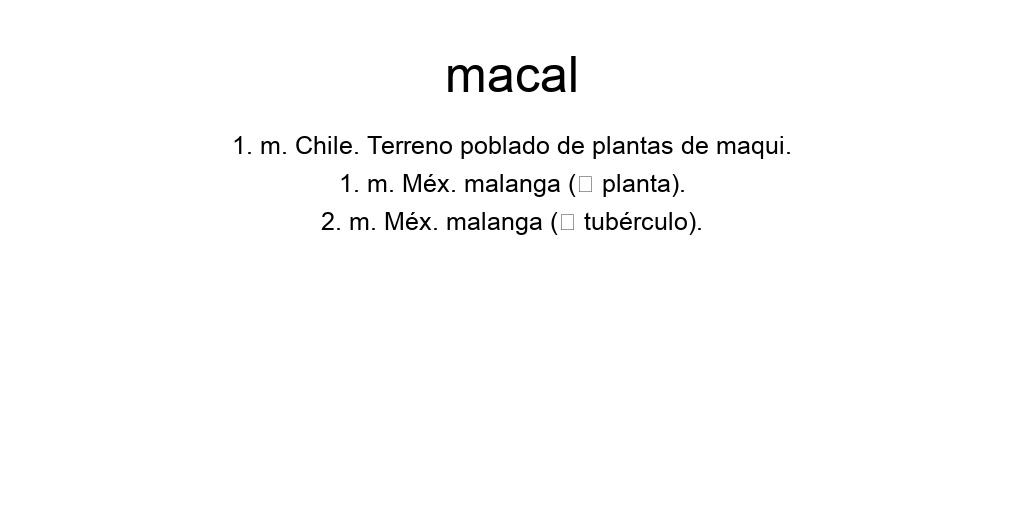 macal
1. m. Chile. Terreno poblado de plantas de maqui.
1. m. Méx. malanga (□ planta).
2. m. Méx. malanga (□ tubérculo).